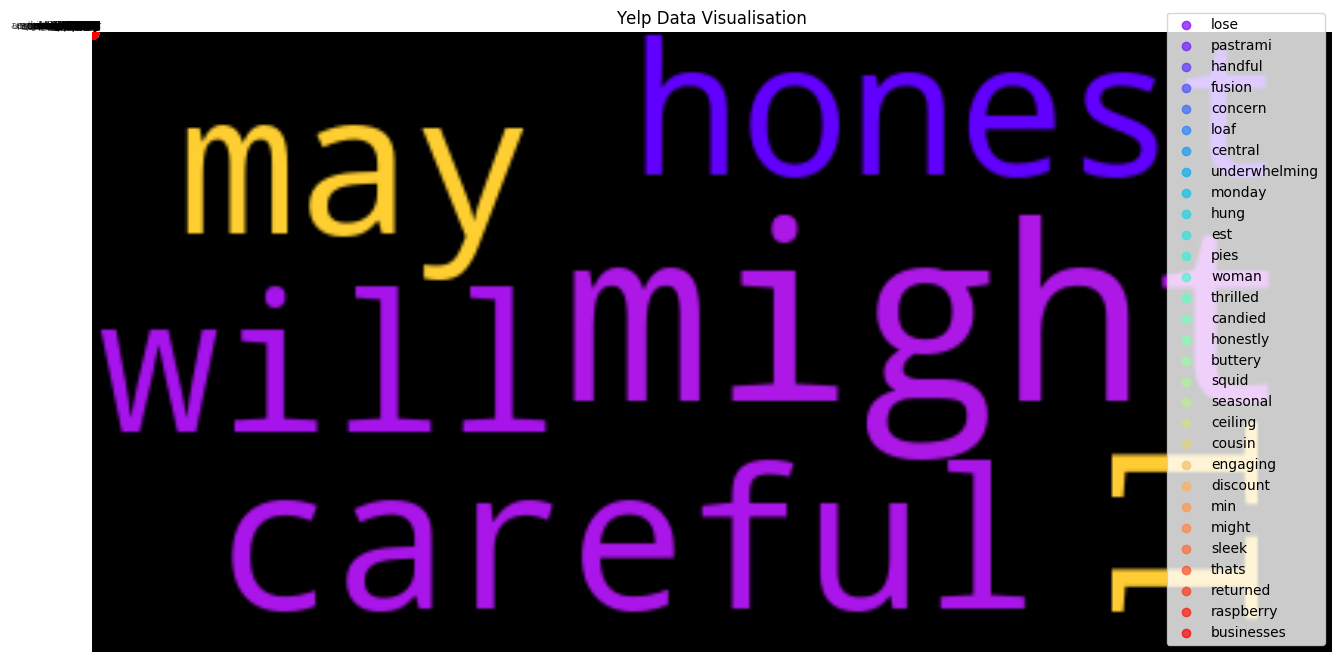 Yelp Data Visualisation
honest
may
might
will
careful
ll
lose
pastrami
handful
fusion
concern
loaf
central
underwhelming
monday
hung
est
pies
woman
thrilled
candied
honestly
buttery
squid
seasonal
ceiling
cousin
engaging
discount
min
might
sleek
thats
returned
raspberry
businesses